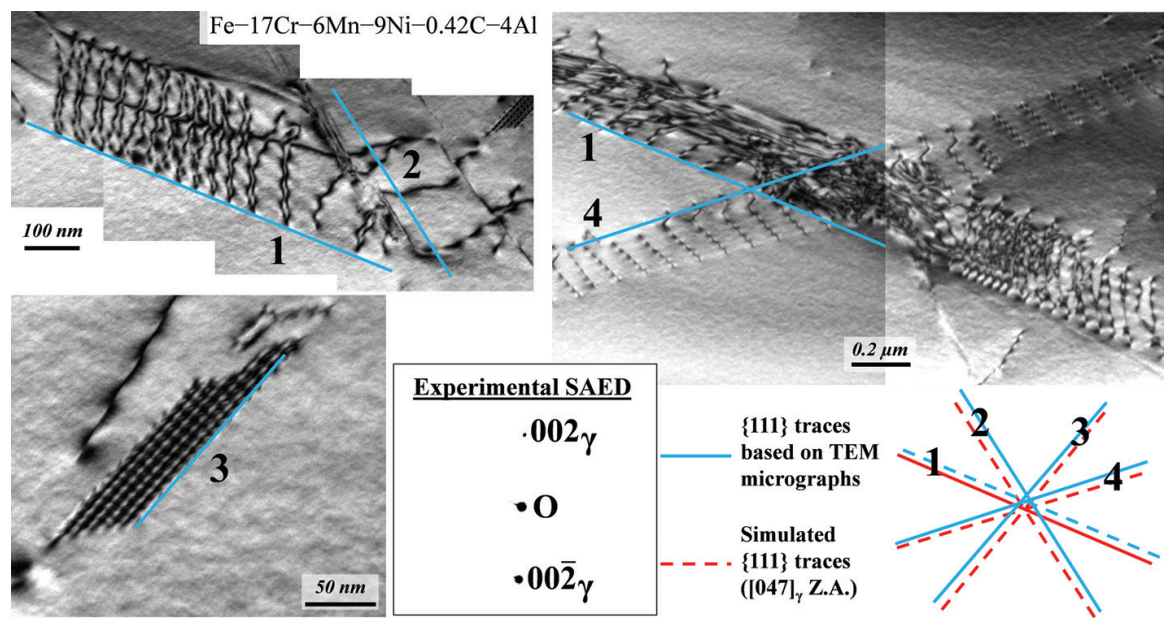 Fe−17Cr−6Mn−9Ni−0.42C−4Al
2
1
100 nm
1
4
0.2 μm
3
50 nm
Experimental SAED
002γ
O
002̄γ
{111} traces
based on TEM
micrographs
Simulated
{111} traces
([047]γ Z.A.)
2
3
1
4